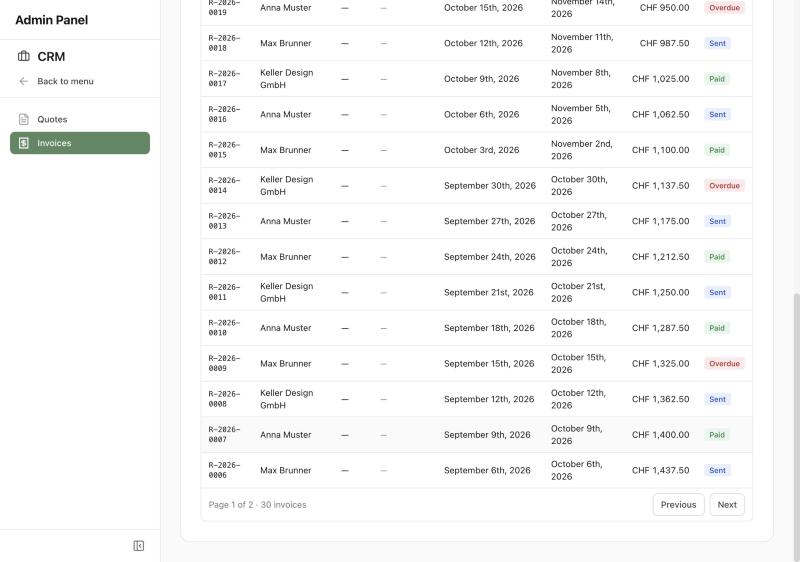 Admin Panel
CRM
Back to menu
Quotes
Invoices
R-2026-
0019
Anna Muster
October 15th, 2026
November 14th,
2026
CHF 950.00
Overdue
R-2026-
0018
Max Brunner
—
—
October 12th, 2026
November 11th,
2026
CHF 987.50
Sent
R-2026-
0017
Keller Design
GmbH
—
—
October 9th, 2026
November 8th,
2026
CHF 1,025.00
Paid
R-2026-
0016
Anna Muster
—
—
October 6th, 2026
November 5th,
2026
CHF 1,062.50
Sent
R-2026-
0015
Max Brunner
—
—
October 3rd, 2026
November 2nd,
2026
CHF 1,100.00
Paid
R-2026-
0014
Keller Design
GmbH
—
—
September 30th, 2026
October 30th,
2026
CHF 1,137.50
Overdue
R-2026-
0013
Anna Muster
—
—
September 27th, 2026
October 27th,
2026
CHF 1,175.00
Sent
R-2026-
0012
Max Brunner
—
—
September 24th, 2026
October 24th,
2026
CHF 1,212.50
Paid
R-2026-
0011
Keller Design
GmbH
—
—
September 21st, 2026
October 21st,
2026
CHF 1,250.00
Sent
R-2026-
0010
Anna Muster
—
—
September 18th, 2026
October 18th,
2026
CHF 1,287.50
Paid
R-2026-
0009
Max Brunner
—
—
September 15th, 2026
October 15th,
2026
CHF 1,325.00
Overdue
R-2026-
0008
Keller Design
GmbH
—
—
September 12th, 2026
October 12th,
2026
CHF 1,362.50
Sent
R-2026-
0007
Anna Muster
—
—
September 9th, 2026
October 9th,
2026
CHF 1,400.00
Paid
R-2026-
0006
Max Brunner
—
—
September 6th, 2026
October 6th,
2026
CHF 1,437.50
Sent
Page 1 of 2 · 30 invoices
Previous
Next